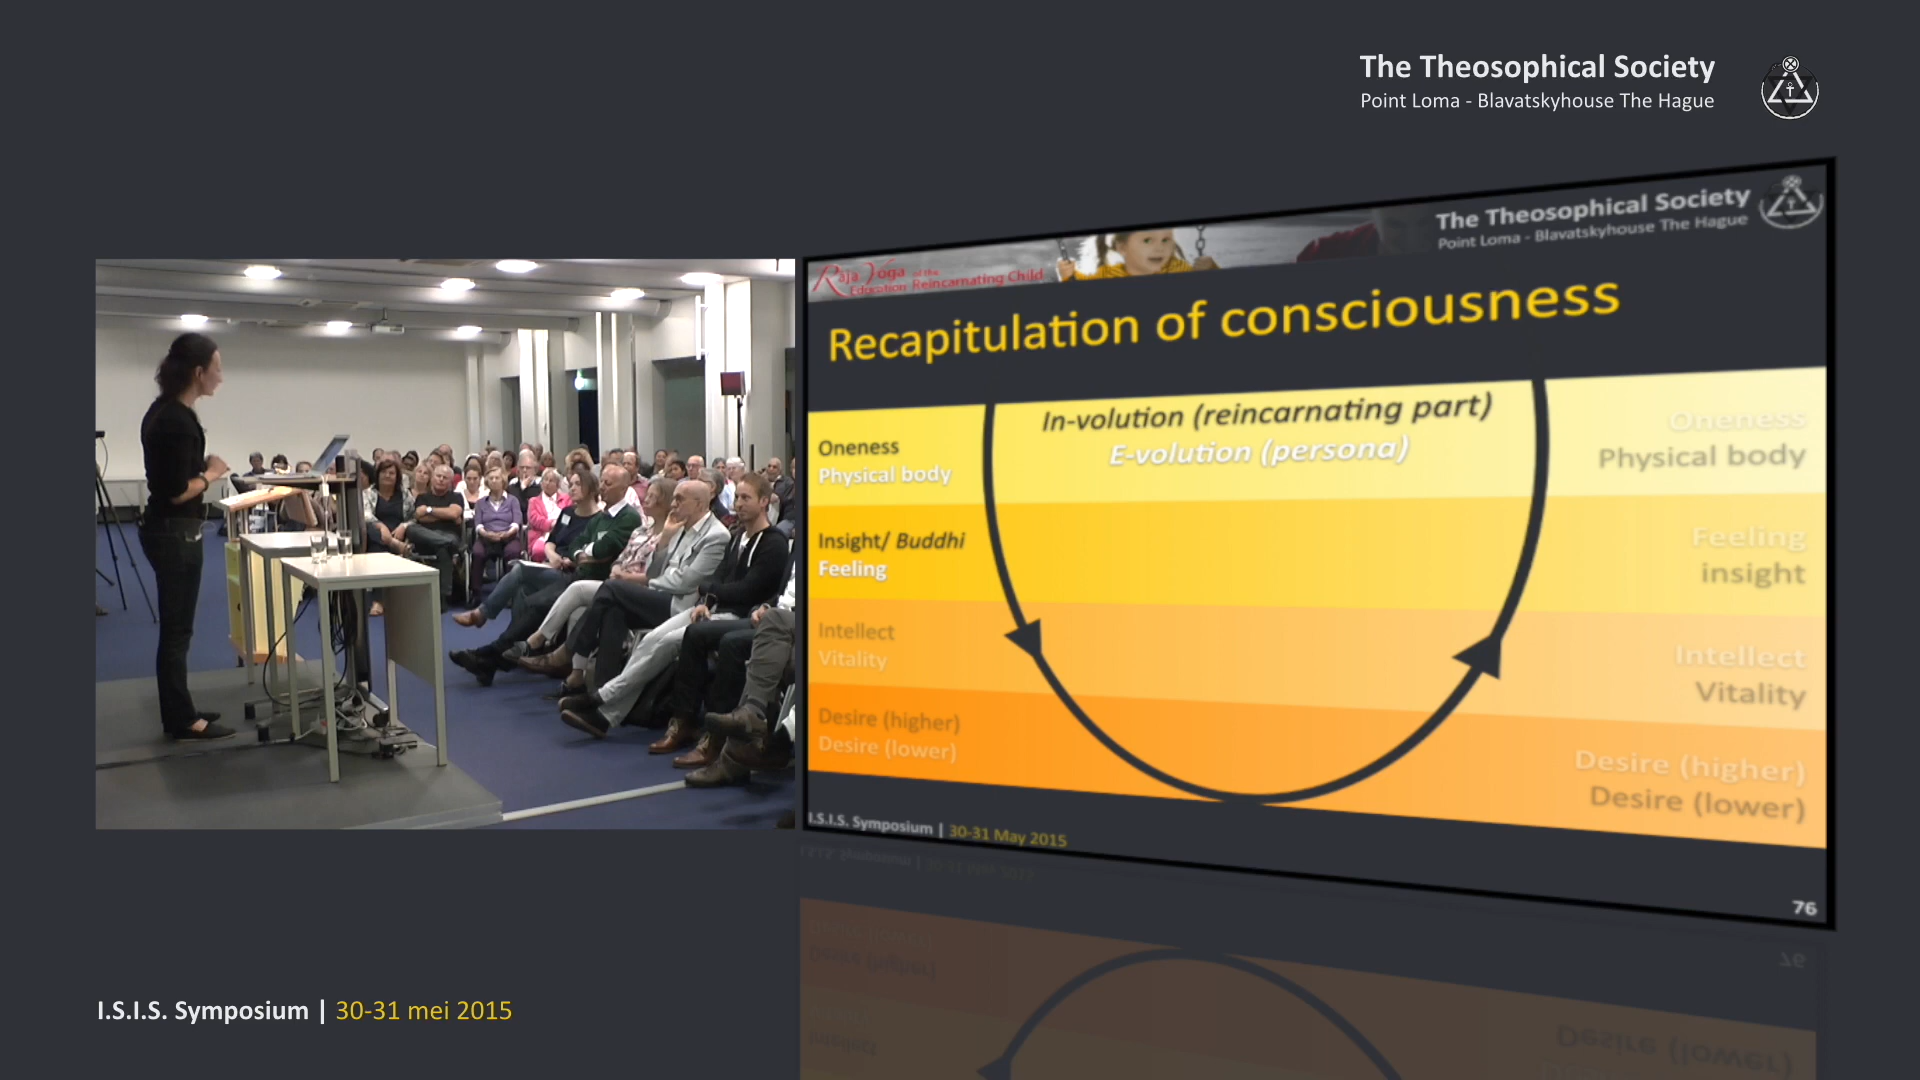 The Theosophical Society
Point Loma - Blavatskyhouse The Hague
The Theosophical Society
Point Loma - Blavatskyhouse The Hague
Raja Yoga
Education of the Reincarnating Child
Recapitulation of consciousness
In-volution (reincarnating part)
E-volution (persona)
Oneness
Physical body
Insight/ Buddhi
Feeling
Intellect
Vitality
Desire (higher)
Desire (lower)
Oneness
Physical body
Feeling
insight
Intellect
Vitality
Desire (higher)
Desire (lower)
I.S.I.S. Symposium | 30-31 May 2015
76
I.S.I.S. Symposium | 30-31 mei 2015